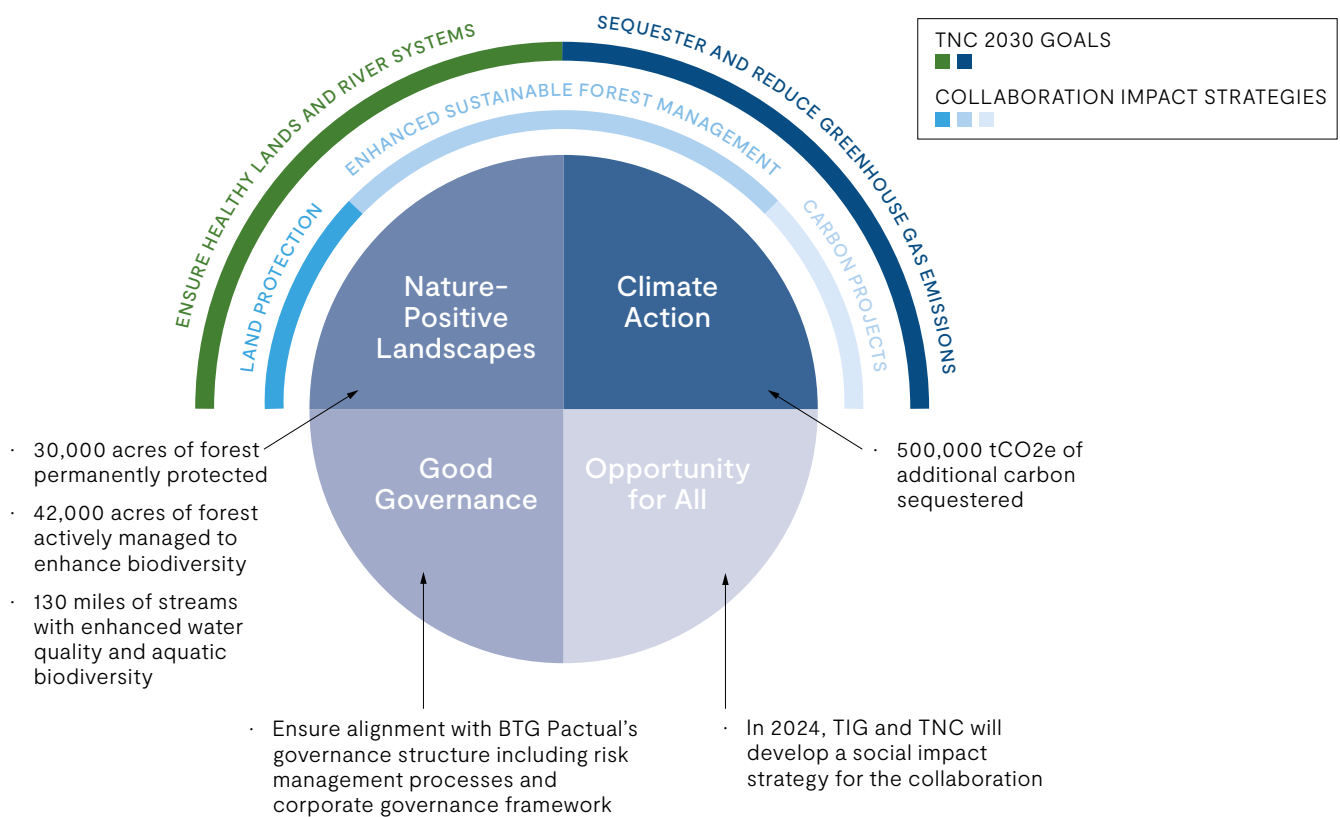 ENSURE HEALTHY LANDS AND RIVER SYSTEMS
SEQUESTER AND REDUCE GREENHOUSE GAS EMISSIONS
TNC 2030 GOALS
COLLABORATION IMPACT STRATEGIES
LAND PROTECTION
ENHANCED SUSTAINABLE FOREST MANAGEMENT
CARBON PROJECTS
Nature-
Positive
Landscapes
Climate
Action
Good
Governance
Opportunity
for All
· 30,000 acres of forest
permanently protected
· 42,000 acres of forest
actively managed to
enhance biodiversity
· 130 miles of streams
with enhanced water
quality and aquatic
biodiversity
· 500,000 tCO2e of
additional carbon
sequestered
· Ensure alignment with BTG Pactual's
governance structure including risk
management processes and
corporate governance framework
· In 2024, TIG and TNC will
develop a social impact
strategy for the collaboration